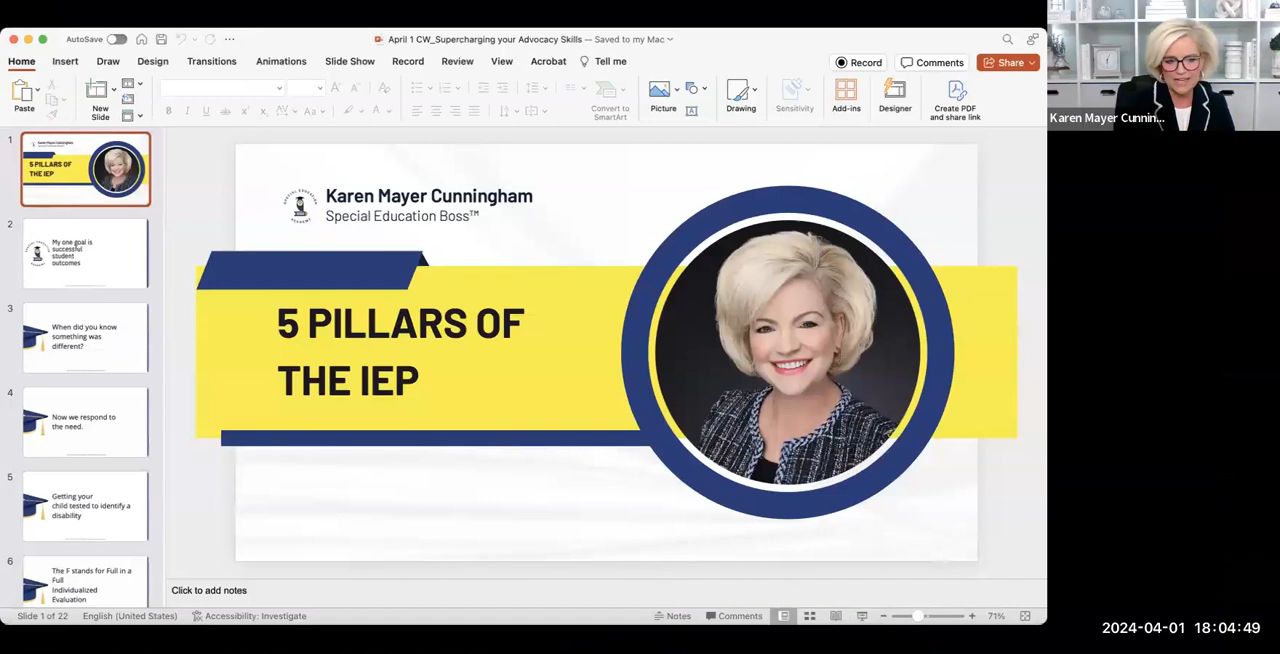 AutoSave
April 1 CW_Supercharging your Advocacy Skills — Saved to my Mac
Home Insert Draw Design Transitions Animations Slide Show Record Review View Acrobat Tell me
Record Comments Share
Paste
New
Slide
Aa
Convert to
SmartArt
Picture
Drawing
Sensitivity
Add-ins
Designer
Create PDF
and share link
Karen Mayer Cunnin...
1
Karen Mayer Cunningham
5 PILLARS OF
THE IEP
2
My one goal is
successful
student
outcomes
3
When did you know
something was
different?
4
Now we respond to
the need.
5
Getting your
child tested to identify a
disability
6
The F stands for Full in a
Full
Individualized
Evaluation
Karen Mayer Cunningham
Special Education Boss™
5 PILLARS OF
THE IEP
Click to add notes
Slide 1 of 22 English (United States) Accessibility: Investigate Notes Comments 71%
2024-04-01 18:04:49